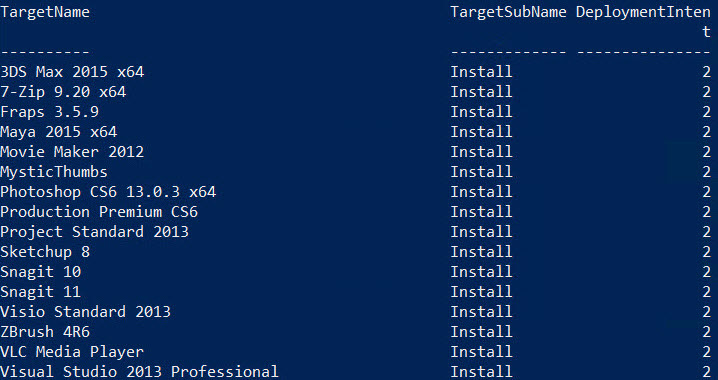 TargetName TargetSubName DeploymentInten
t
---------- ------------- ---------------
3DS Max 2015 x64 Install 2
7-Zip 9.20 x64 Install 2
Fraps 3.5.9 Install 2
Maya 2015 x64 Install 2
Movie Maker 2012 Install 2
MysticThumbs Install 2
Photoshop CS6 13.0.3 x64 Install 2
Production Premium CS6 Install 2
Project Standard 2013 Install 2
Sketchup 8 Install 2
Snagit 10 Install 2
Snagit 11 Install 2
Visio Standard 2013 Install 2
ZBrush 4R6 Install 2
VLC Media Player Install 2
Visual Studio 2013 Professional Install 2